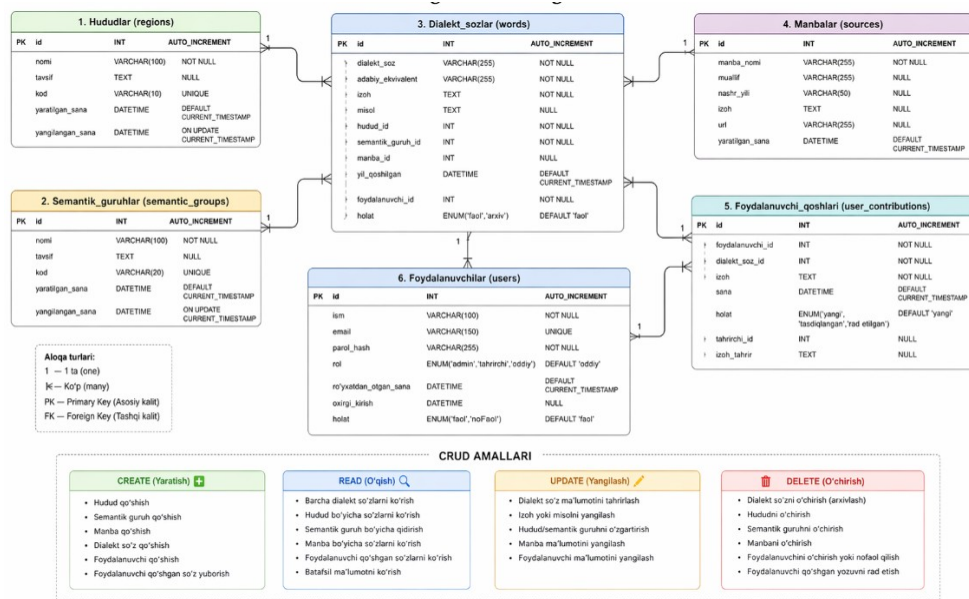 1. Hududlar (regions)
PK id INT AUTO_INCREMENT
nomi VARCHAR(100) NOT NULL
tavsif TEXT NULL
kod VARCHAR(10) UNIQUE
yaratilgan_sana DATETIME DEFAULT
CURRENT_TIMESTAMP
yangilangan_sana DATETIME ON UPDATE
CURRENT_TIMESTAMP
1
2. Semantik_guruhlar (semantic_groups)
PK id INT AUTO_INCREMENT
nomi VARCHAR(100) NOT NULL
tavsif TEXT NULL
kod VARCHAR(20) UNIQUE
yaratilgan_sana DATETIME DEFAULT
CURRENT_TIMESTAMP
yangilangan_sana DATETIME ON UPDATE
CURRENT_TIMESTAMP
1
3. Dialekt_sozlar (words)
PK id INT AUTO_INCREMENT
dialekt_soz VARCHAR(255) NOT NULL
adabiy_ekvivalent VARCHAR(255) NOT NULL
izoh TEXT NOT NULL
misol TEXT NULL
hudud_id INT NOT NULL
semantik_guruh_id INT NOT NULL
manba_id INT NULL
yil_qoshilgan DATETIME DEFAULT
CURRENT_TIMESTAMP
foydalanuvchi_id INT NOT NULL
holat ENUM('faol','arxiv') DEFAULT 'faol'
1
4. Manbalar (sources)
PK id INT AUTO_INCREMENT
manba_nomi VARCHAR(255) NOT NULL
muallif VARCHAR(255) NULL
nashr_yili VARCHAR(50) NULL
izoh TEXT NULL
url VARCHAR(255) NULL
yaratilgan_sana DATETIME DEFAULT
CURRENT_TIMESTAMP
1
5. Foydalanuvchi_qoshlari (user_contributions)
PK id INT AUTO_INCREMENT
foydalanuvchi_id INT NOT NULL
dialekt_soz_id INT NOT NULL
izoh TEXT NOT NULL
sana DATETIME DEFAULT
CURRENT_TIMESTAMP
holat ENUM('yangi', DEFAULT 'yangi'
'tasdiqlangan','rad etilgan')
tahrirchi_id INT NULL
izoh_tahrir TEXT NULL
6. Foydalanuvchilar (users)
PK id INT AUTO_INCREMENT
ism VARCHAR(100) NOT NULL
email VARCHAR(150) UNIQUE
parol_hash VARCHAR(255) NOT NULL
rol ENUM('admin','tahrirchi','oddiy') DEFAULT 'oddiy'
ro'yxatdan_otgan_sana DATETIME DEFAULT
CURRENT_TIMESTAMP
oxirgi_kirish DATETIME NULL
holat ENUM('faol','noFaol') DEFAULT 'faol'
1
Aloqa turlari:
1 — 1 ta (one)
— Ko'p (many)
PK — Primary Key (Asosiy kalit)
FK — Foreign Key (Tashqi kalit)
CRUD AMALLARI
CREATE (Yaratish)
• Hudud qo'shish
• Semantik guruh qo'shish
• Manba qo'shish
• Dialekt so'z qo'shish
• Foydalanuvchi qo'shish
• Foydalanuvchi qo'shgan so'z yuborish
READ (O'qish)
• Barcha dialekt so'zlarni ko'rish
• Hudud bo'yicha so'zlarni ko'rish
• Semantik guruh bo'yicha qidirish
• Manba bo'yicha so'zlarni ko'rish
• Foydalanuvchi qo'shgan so'zlarni ko'rish
• Batafsil ma'lumotni ko'rish
UPDATE (Yangilash)
• Dialekt so'z ma'lumotini tahrirlash
• Izoh yoki misolni yangilash
• Hudud/semantik guruhni o'zgartirish
• Manba ma'lumotini yangilash
• Foydalanuvchi ma'lumotini yangilash
DELETE (O'chirish)
• Dialekt so'zni o'chirish (arxivlash)
• Hududni o'chirish
• Semantik guruhni o'chirish
• Manbani o'chirish
• Foydalanuvchini o'chirish yoki nofaol qilish
• Foydalanuvchi qo'shgan yozuvni rad etish